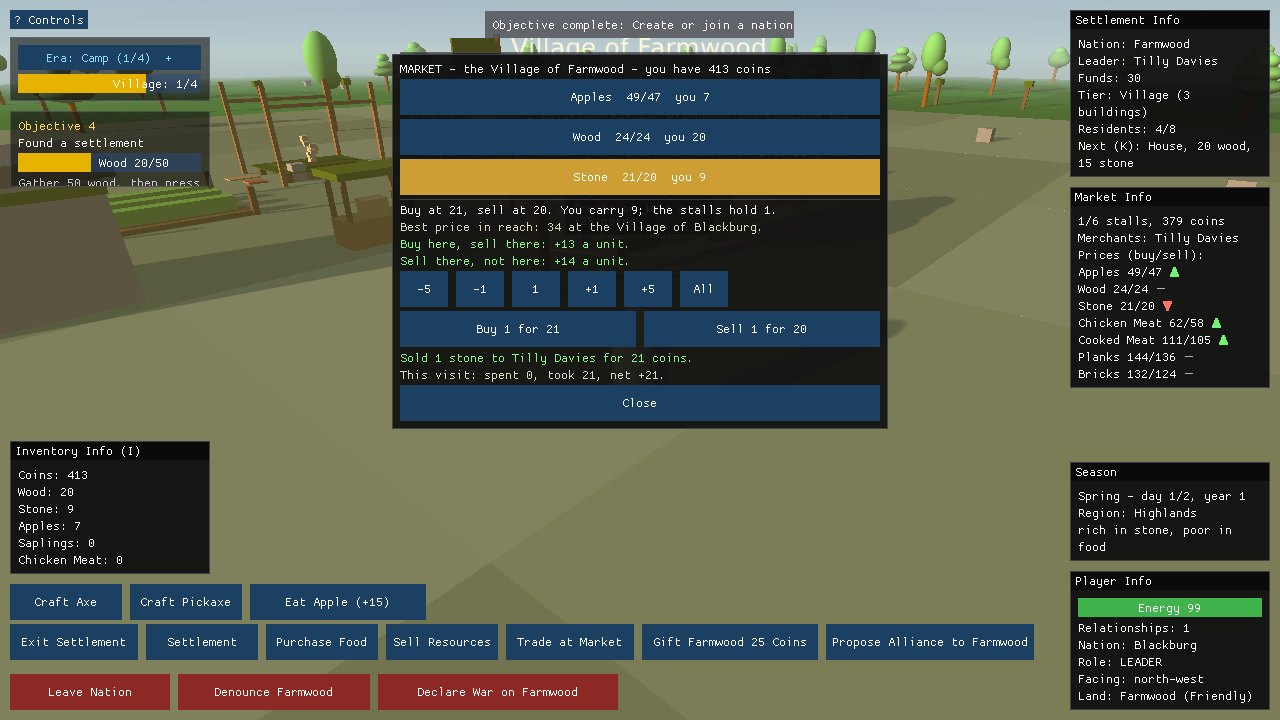 ? Controls
Era: Camp (1/4)  +
Village: 1/4
Objective 4
Found a settlement
Wood 20/50
Gather 50 wood, then press
Objective complete: Create or join a nation
Village of Farmwood
MARKET - the Village of Farmwood - you have 413 coins
Apples  49/47  you 7
Wood  24/24  you 20
Stone  21/20  you 9
Buy at 21, sell at 20. You carry 9; the stalls hold 1.
Best price in reach: 34 at the Village of Blackburg.
Buy here, sell there: +13 a unit.
Sell there, not here: +14 a unit.
-5
-1
1
+1
+5
All
Buy 1 for 21
Sell 1 for 20
Sold 1 stone to Tilly Davies for 21 coins.
This visit: spent 0, took 21, net +21.
Close
Settlement Info
Nation: Farmwood
Leader: Tilly Davies
Funds: 30
Tier: Village (3
buildings)
Residents: 4/8
Next (K): House, 20 wood,
15 stone
Market Info
1/6 stalls, 379 coins
Merchants: Tilly Davies
Prices (buy/sell):
Apples 49/47
Wood 24/24 —
Stone 21/20
Chicken Meat 62/58
Cooked Meat 111/105
Planks 144/136 —
Bricks 132/124 —
Inventory Info (I)
Coins: 413
Wood: 20
Stone: 9
Apples: 7
Saplings: 0
Chicken Meat: 0
Season
Spring - day 1/2, year 1
Region: Highlands
rich in stone, poor in
food
Player Info
Energy 99
Relationships: 1
Nation: Blackburg
Role: LEADER
Facing: north-west
Land: Farmwood (Friendly)
Craft Axe
Craft Pickaxe
Eat Apple (+15)
Exit Settlement
Settlement
Purchase Food
Sell Resources
Trade at Market
Gift Farmwood 25 Coins
Propose Alliance to Farmwood
Leave Nation
Denounce Farmwood
Declare War on Farmwood